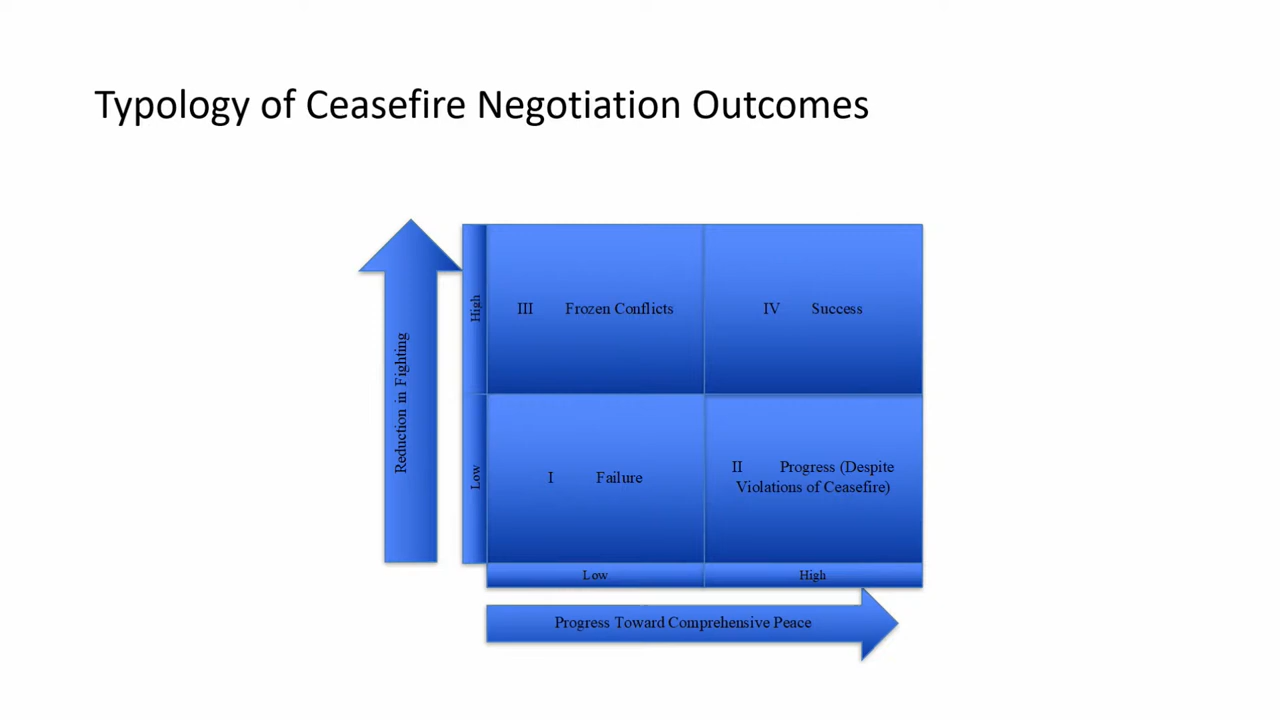 Typology of Ceasefire Negotiation Outcomes
Reduction in Fighting
High
III Frozen Conflicts
IV Success
Low
I Failure
II Progress (Despite
Violations of Ceasefire)
Low
High
Progress Toward Comprehensive Peace